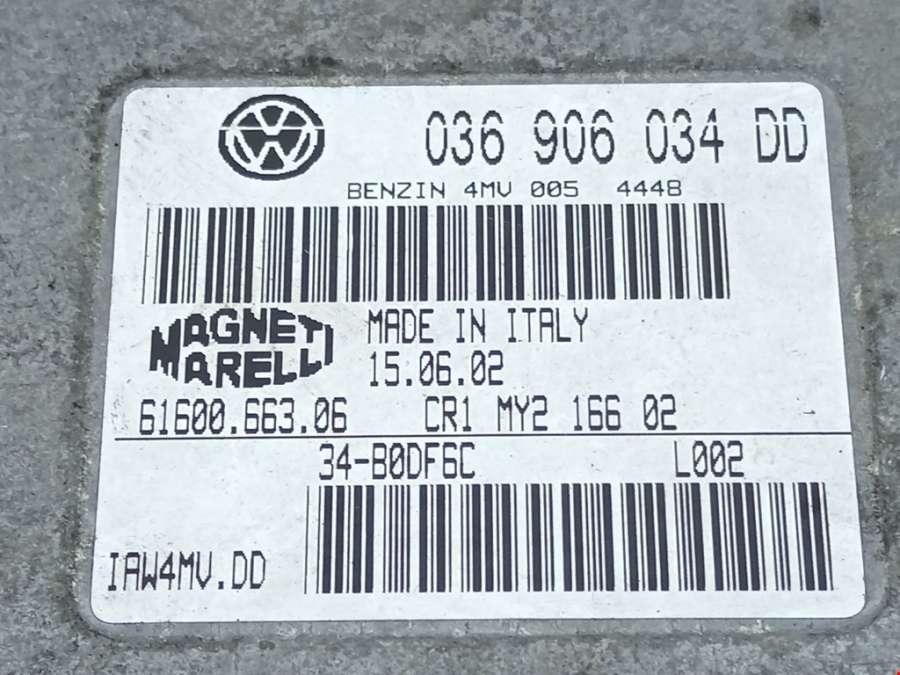 036 906 034 DD
BENZIN 4MV 005 4448
MAGNETI MARELLI
MADE IN ITALY
15.06.02
61600.663.06 CR1 MY2 166 02
34-B0DF6C L002
IAW4MV.DD